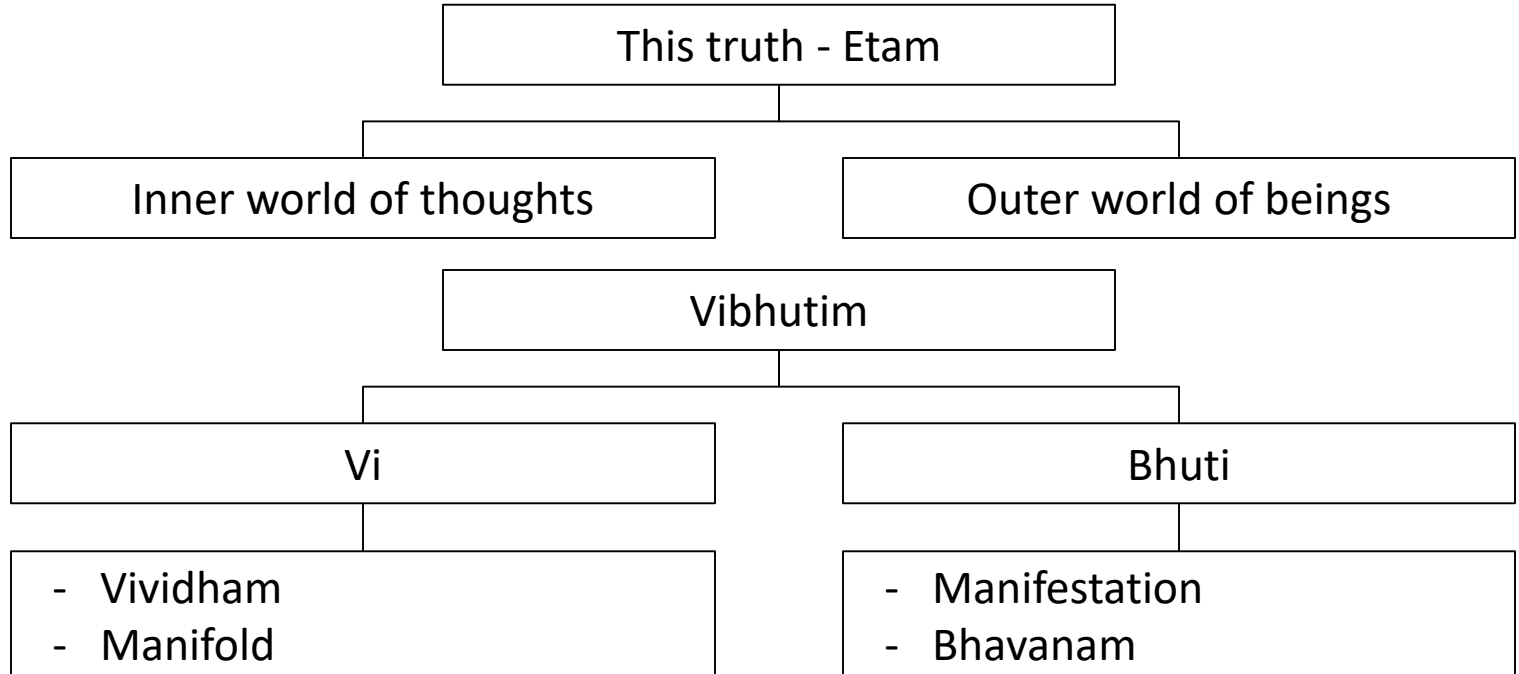 This truth - Etam
Inner world of thoughts
Outer world of beings
Vibhutim
Vi
Bhuti
- Vividham
- Manifold
- Manifestation
- Bhavanam